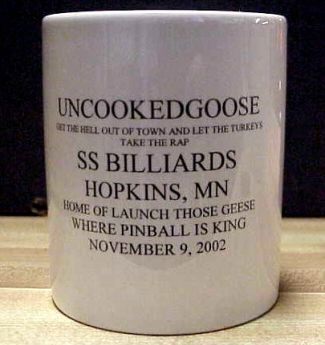 UNCOOKEDGOOSE
GET THE HELL OUT OF TOWN AND LET THE TURKEYS
TAKE THE RAP
SS BILLIARDS
HOPKINS, MN
HOME OF LAUNCH THOSE GEESE
WHERE PINBALL IS KING
NOVEMBER 9, 2002